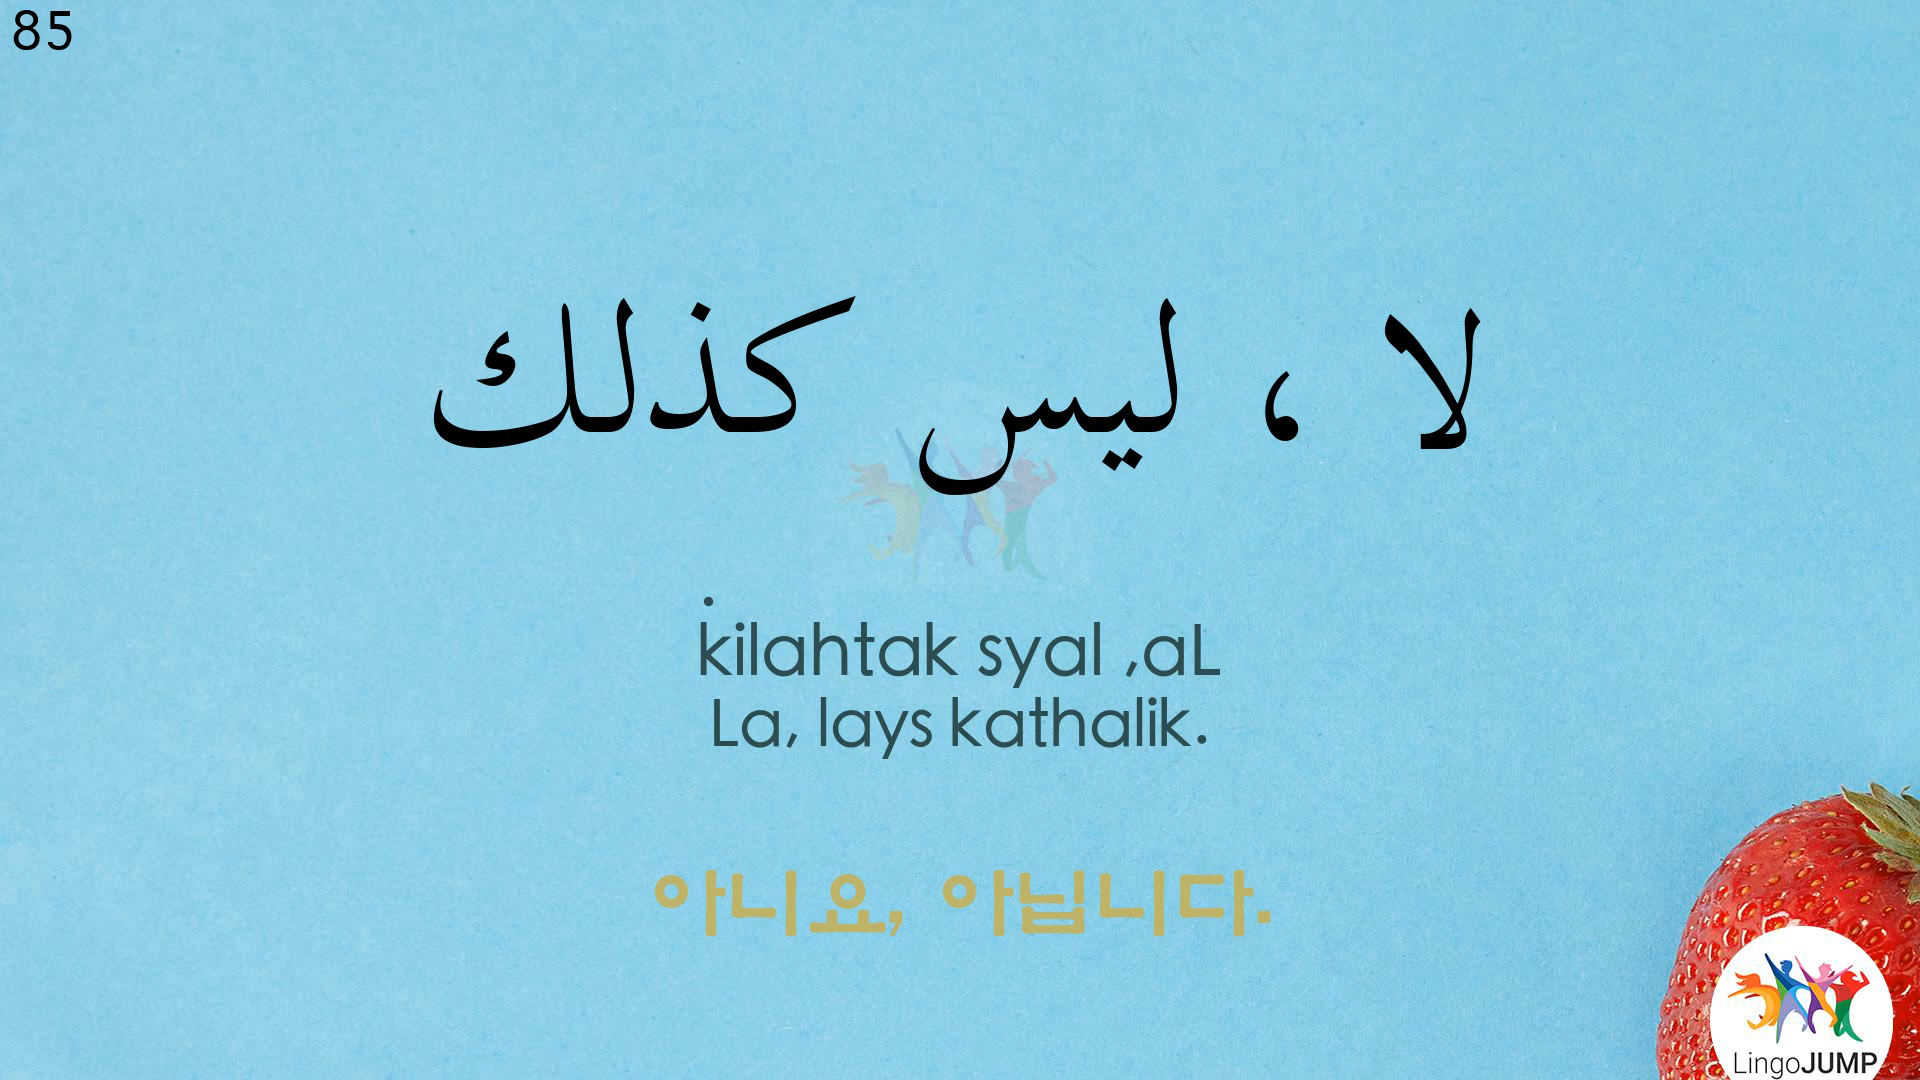 85
لا ، ليس كذلك
.
kilahtak syal ,aL
La, lays kathalik.
아니요, 아닙니다.
LingoJUMP